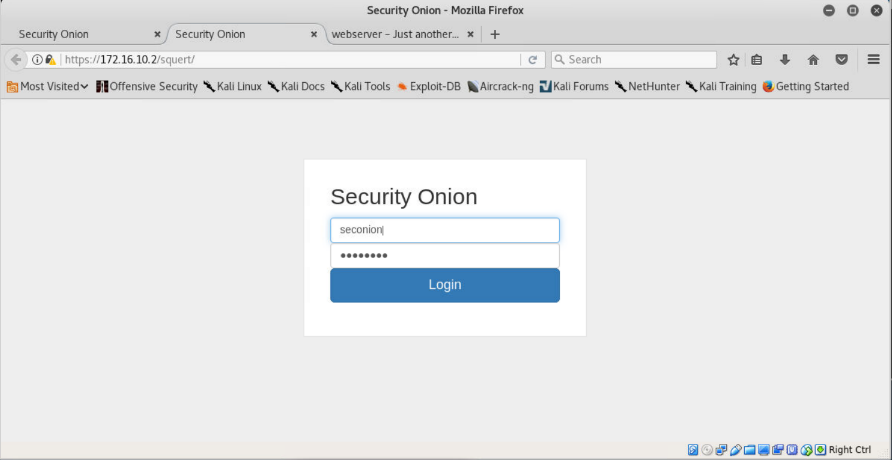 Security Onion - Mozilla Firefox
Security Onion
Security Onion
webserver – Just another...
https://172.16.10.2/squert/
Search
Most Visited
Offensive Security
Kali Linux
Kali Docs
Kali Tools
Exploit-DB
Aircrack-ng
Kali Forums
NetHunter
Kali Training
Getting Started
Security Onion
seconion
••••••••
Login
Right Ctrl